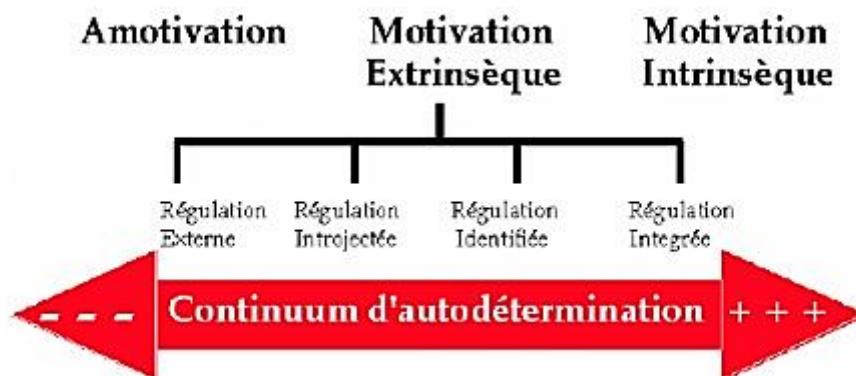 Amotivation Motivation Motivation
Extrinsèque Intrinsèque
Régulation Régulation Régulation Régulation
Externe Introjectée Identifiée Integrée
- - - Continuum d'autodétermination + + +